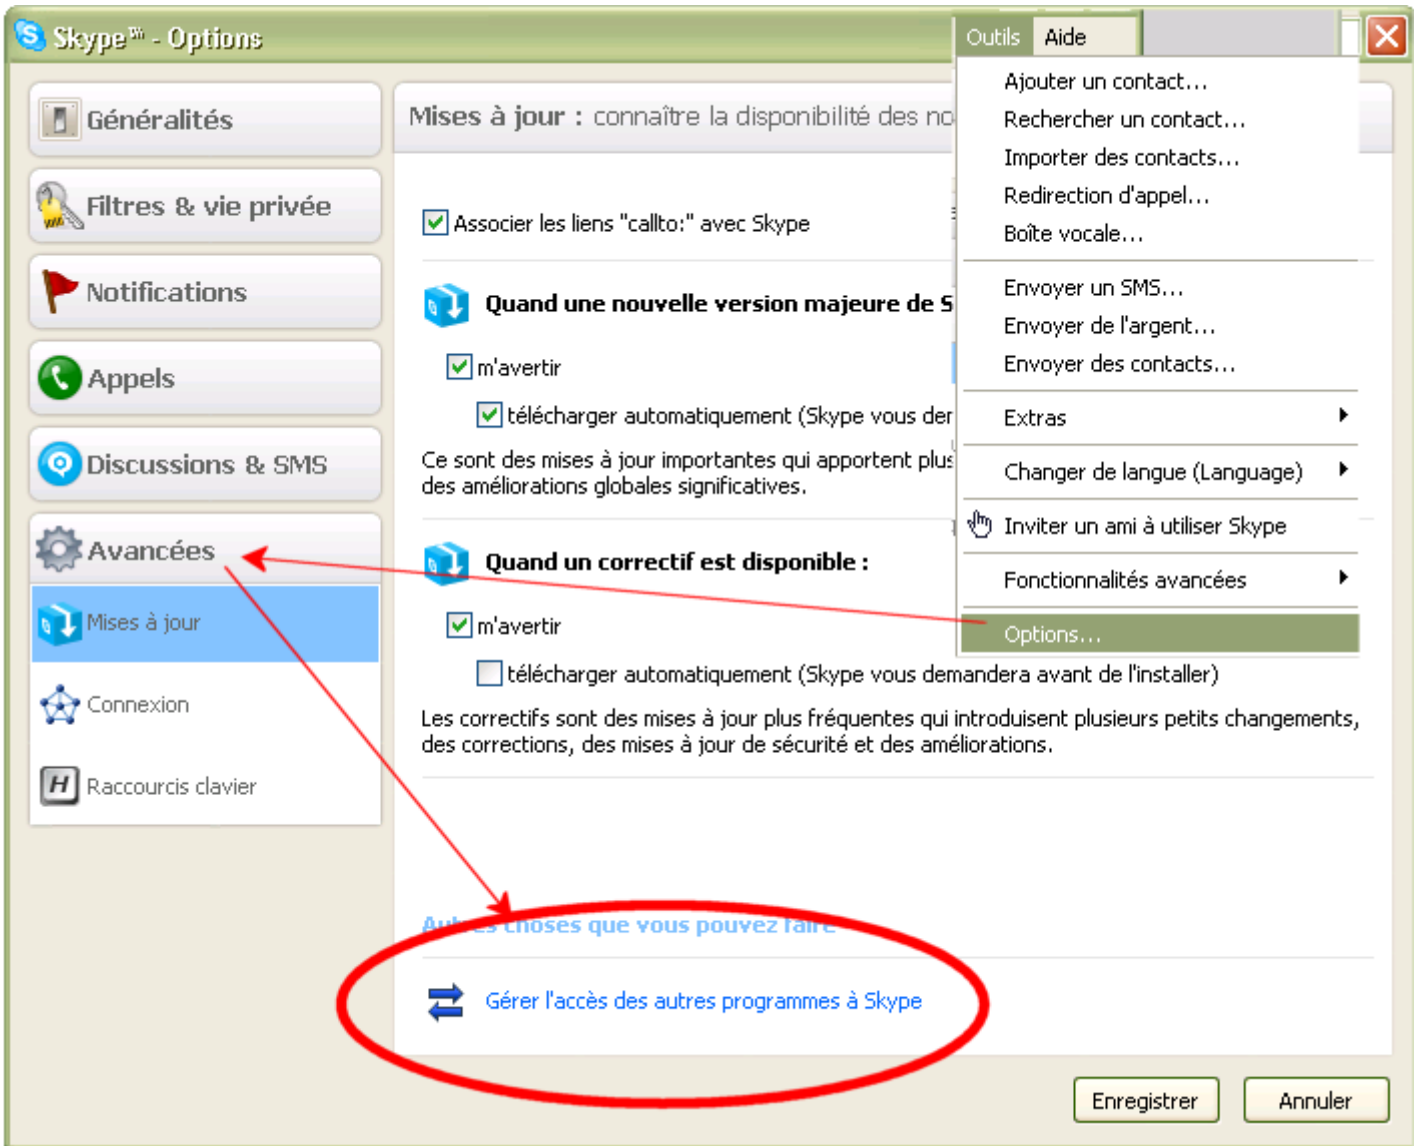 Skype™ - Options
Outils Aide
Ajouter un contact...
Rechercher un contact...
Importer des contacts...
Redirection d'appel...
Boîte vocale...
Envoyer un SMS...
Envoyer de l'argent...
Envoyer des contacts...
Extras
Changer de langue (Language)
Inviter un ami à utiliser Skype
Fonctionnalités avancées
Options...
Généralités
Filtres & vie privée
Notifications
Appels
Discussions & SMS
Avancées
Mises à jour
Connexion
H Raccourcis clavier
Mises à jour : connaître la disponibilité des
Associer les liens "callto:" avec Skype
Quand une nouvelle version majeure de
m'avertir
télécharger automatiquement (Skype vous
Ce sont des mises à jour importantes qui apportent
des améliorations globales significatives.
Quand un correctif est disponible :
m'avertir
télécharger automatiquement (Skype vous demandera avant de l'installer)
Les correctifs sont des mises à jour plus fréquentes qui introduisent plusieurs petits changements,
des corrections, des mises à jour de sécurité et des améliorations.
Autres choses que vous pouvez faire
Gérer l'accès des autres programmes à Skype
Enregistrer Annuler